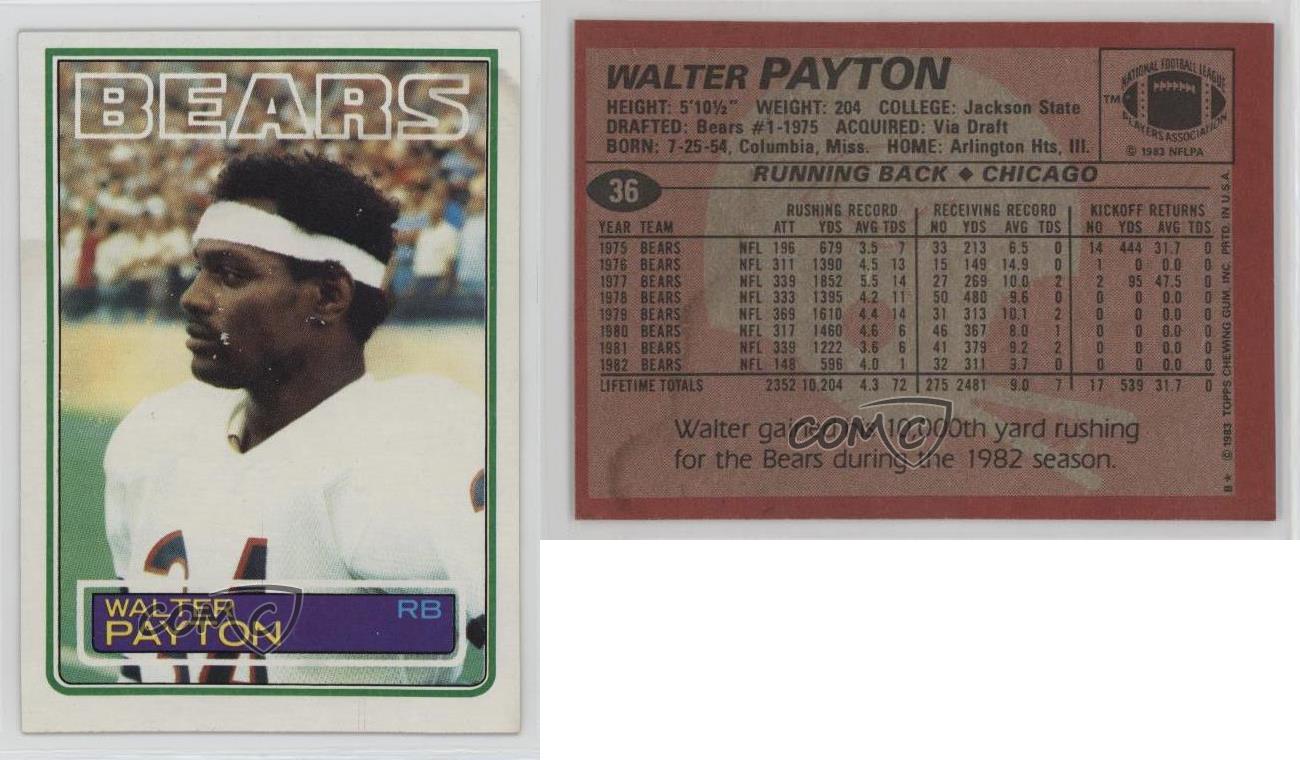 BEARS
34
WALTER RB
PAYTON
COMC
WALTER PAYTON
HEIGHT: 5'10½" WEIGHT: 204 COLLEGE: Jackson State
DRAFTED: Bears #1-1975 ACQUIRED: Via Draft
BORN: 7-25-54, Columbia, Miss. HOME: Arlington Hts, Ill.
NATIONAL FOOTBALL LEAGUE
PLAYERS ASSOCIATION
TM
© 1983 NFLPA
36
RUNNING BACK ◆ CHICAGO
RUSHING RECORD RECEIVING RECORD KICKOFF RETURNS
YEAR TEAM ATT YDS AVG TDS NO YDS AVG TDS NO YDS AVG TDS
1975 BEARS NFL 196 679 3.5 7 33 213 6.5 0 14 444 31.7 0
1976 BEARS NFL 311 1390 4.5 13 15 149 14.9 0 1 0 0.0 0
1977 BEARS NFL 339 1852 5.5 14 27 269 10.0 2 2 95 47.5 0
1978 BEARS NFL 333 1395 4.2 11 50 480 9.6 0 0 0 0.0 0
1979 BEARS NFL 369 1610 4.4 14 31 313 10.1 2 0 0 0.0 0
1980 BEARS NFL 317 1460 4.6 6 46 367 8.0 1 0 0 0.0 0
1981 BEARS NFL 339 1222 3.6 6 41 379 9.2 2 0 0 0.0 0
1982 BEARS NFL 148 596 4.0 1 32 311 3.7 0 0 0 0.0 0
LIFETIME TOTALS 2352 10,204 4.3 72 275 2481 9.0 7 17 539 31.7 0
Walter gained his 10,000th yard rushing
for the Bears during the 1982 season.
COMC
B★ © 1983 TOPPS CHEWING GUM, INC. PRTD. IN U.S.A.